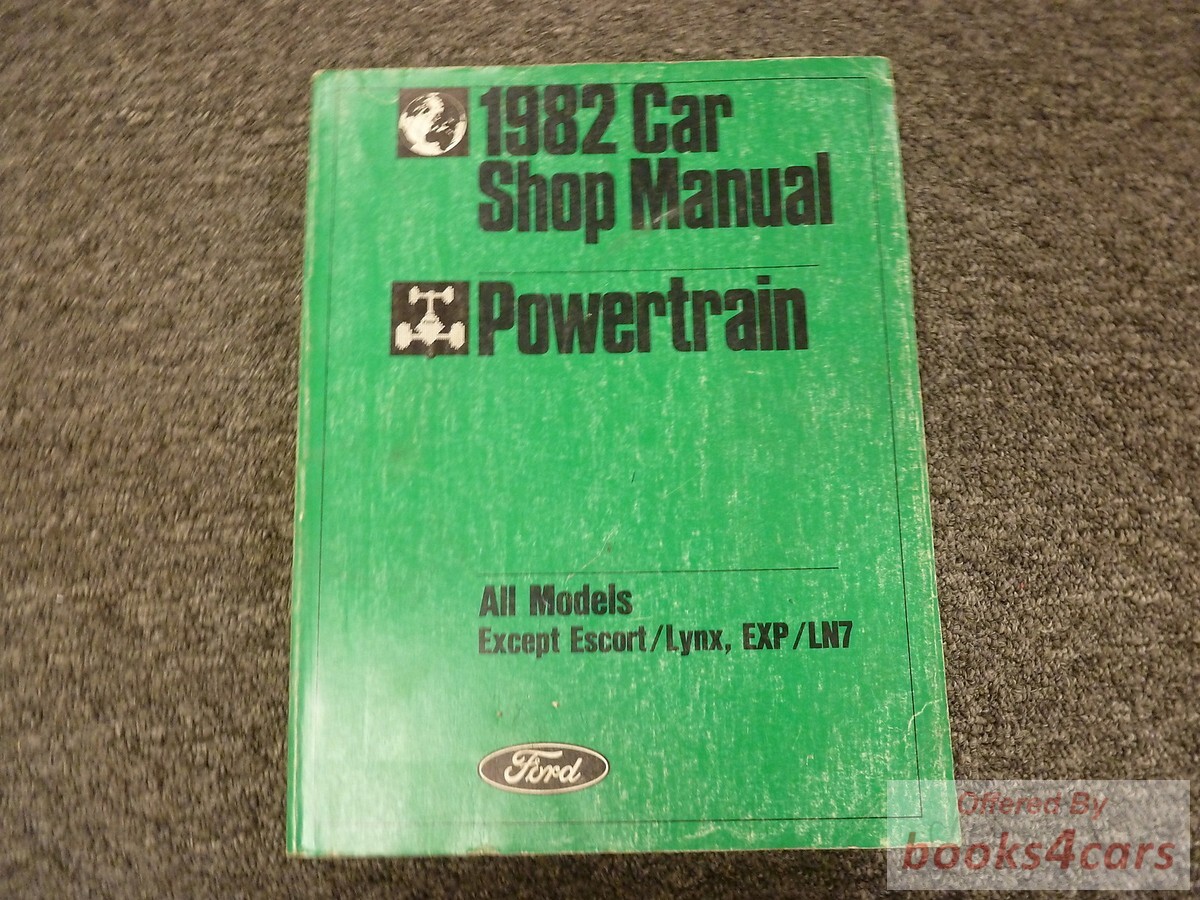 1982 Car
Shop Manual
Powertrain
All Models
Except Escort/Lynx, EXP/LN7
Ford
Offered By
books4cars